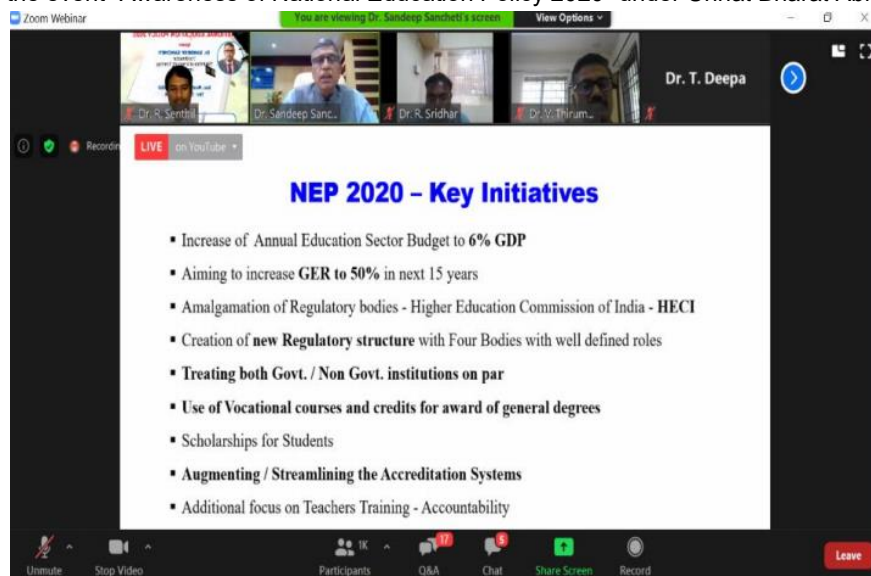 the event "Awareness of National Education Policy 2020" under Unnat Bharat Abhi
Zoom Webinar
You are viewing Dr. Sandeep Sancheti's screen
View Options
Dr. R. Senthil
Dr. Sandeep Sanc...
Dr. R. Sridhar
Dr. V. Thirum...
Dr. T. Deepa
Recordin
LIVE on YouTube
NEP 2020 – Key Initiatives
▪ Increase of Annual Education Sector Budget to 6% GDP
▪ Aiming to increase GER to 50% in next 15 years
▪ Amalgamation of Regulatory bodies - Higher Education Commission of India - HECI
▪ Creation of new Regulatory structure with Four Bodies with well defined roles
▪ Treating both Govt. / Non Govt. institutions on par
▪ Use of Vocational courses and credits for award of general degrees
▪ Scholarships for Students
▪ Augmenting / Streamlining the Accreditation Systems
▪ Additional focus on Teachers Training - Accountability
1K
17
5
Unmute
Stop Video
Participants
Q&A
Chat
Share Screen
Record
Leave